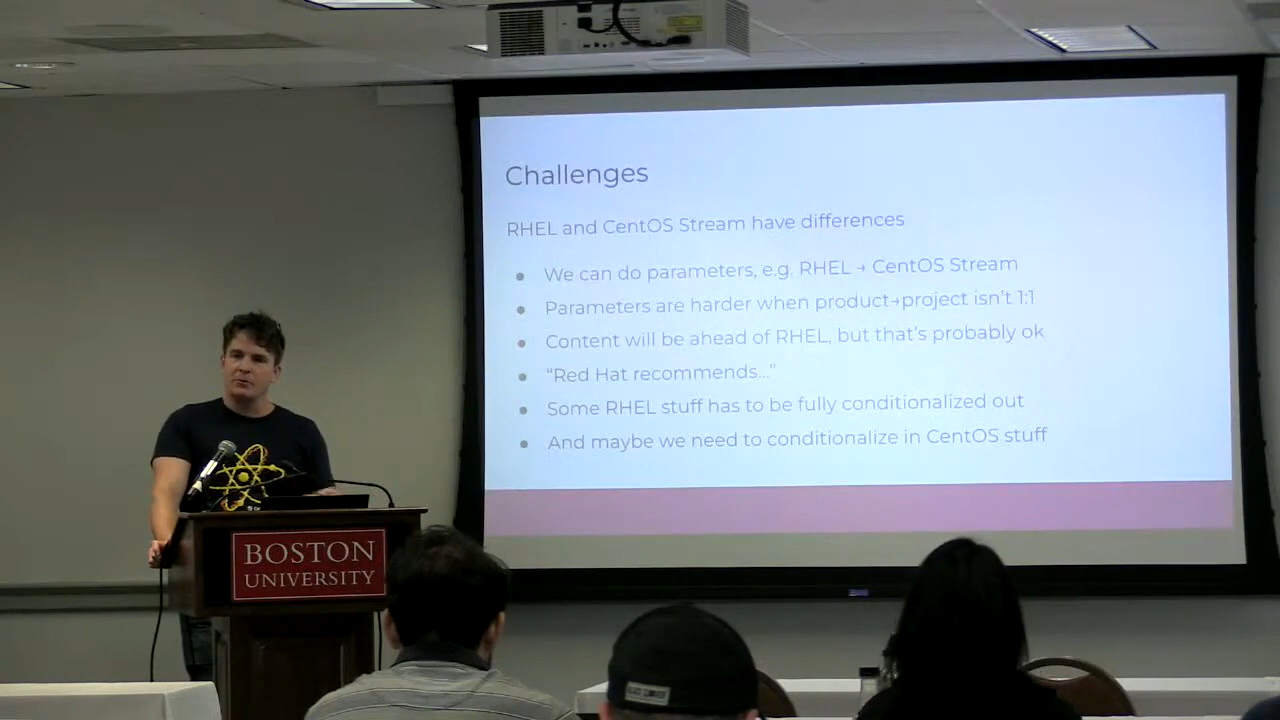 Challenges
RHEL and CentOS Stream have differences
We can do parameters, e.g. RHEL → CentOS Stream
Parameters are harder when product→project isn't 1:1
Content will be ahead of RHEL, but that's probably ok
"Red Hat recommends..."
Some RHEL stuff has to be fully conditionalized out
And maybe we need to conditionalize in CentOS stuff
BOSTON
UNIVERSITY